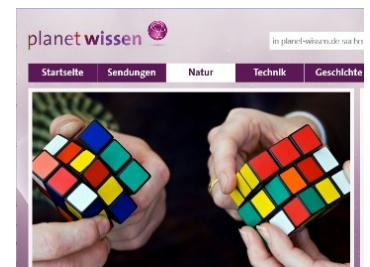 planet wissen
in planet-wissen.de suchen
Startseite Sendungen Natur Technik Geschichte